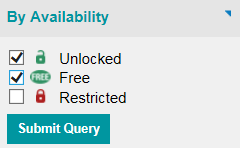 By Availability
Unlocked
FREE Free
Restricted
Submit Query